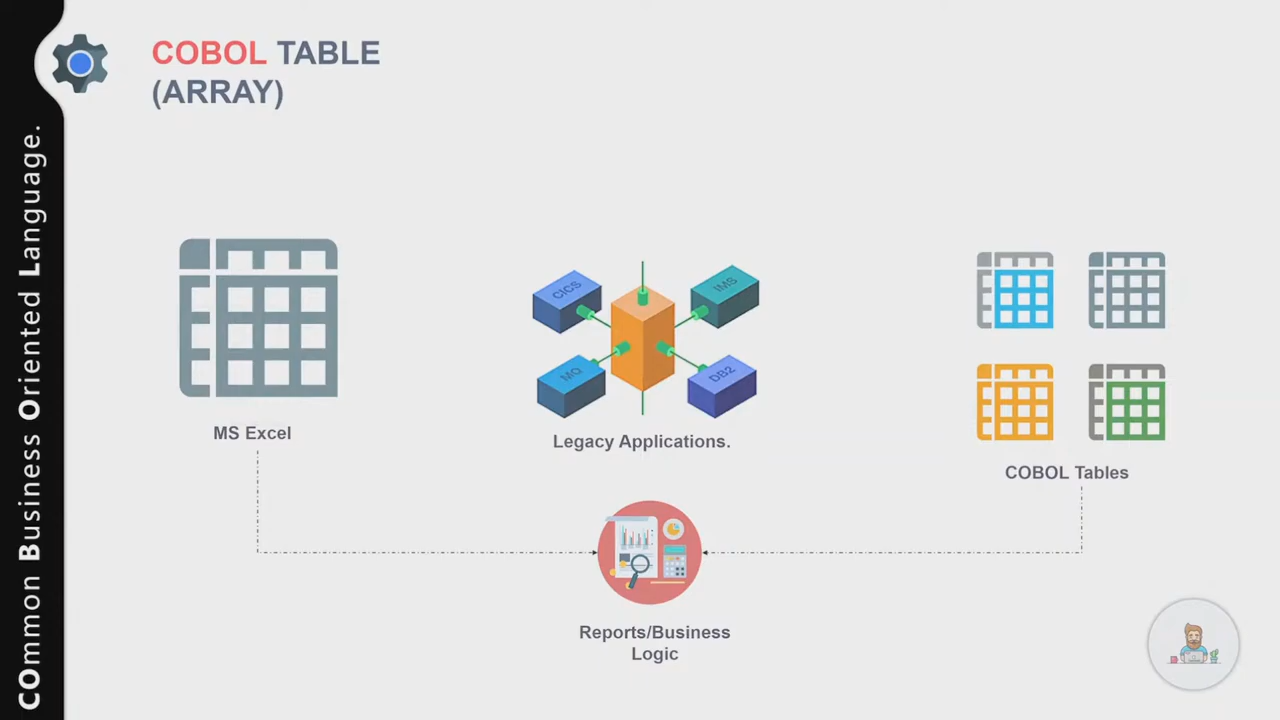 COBOL TABLE
(ARRAY)
COmmon Business Oriented Language.
CICS
IMS
MQ
DB2
MS Excel
Legacy Applications.
COBOL Tables
Reports/Business
Logic